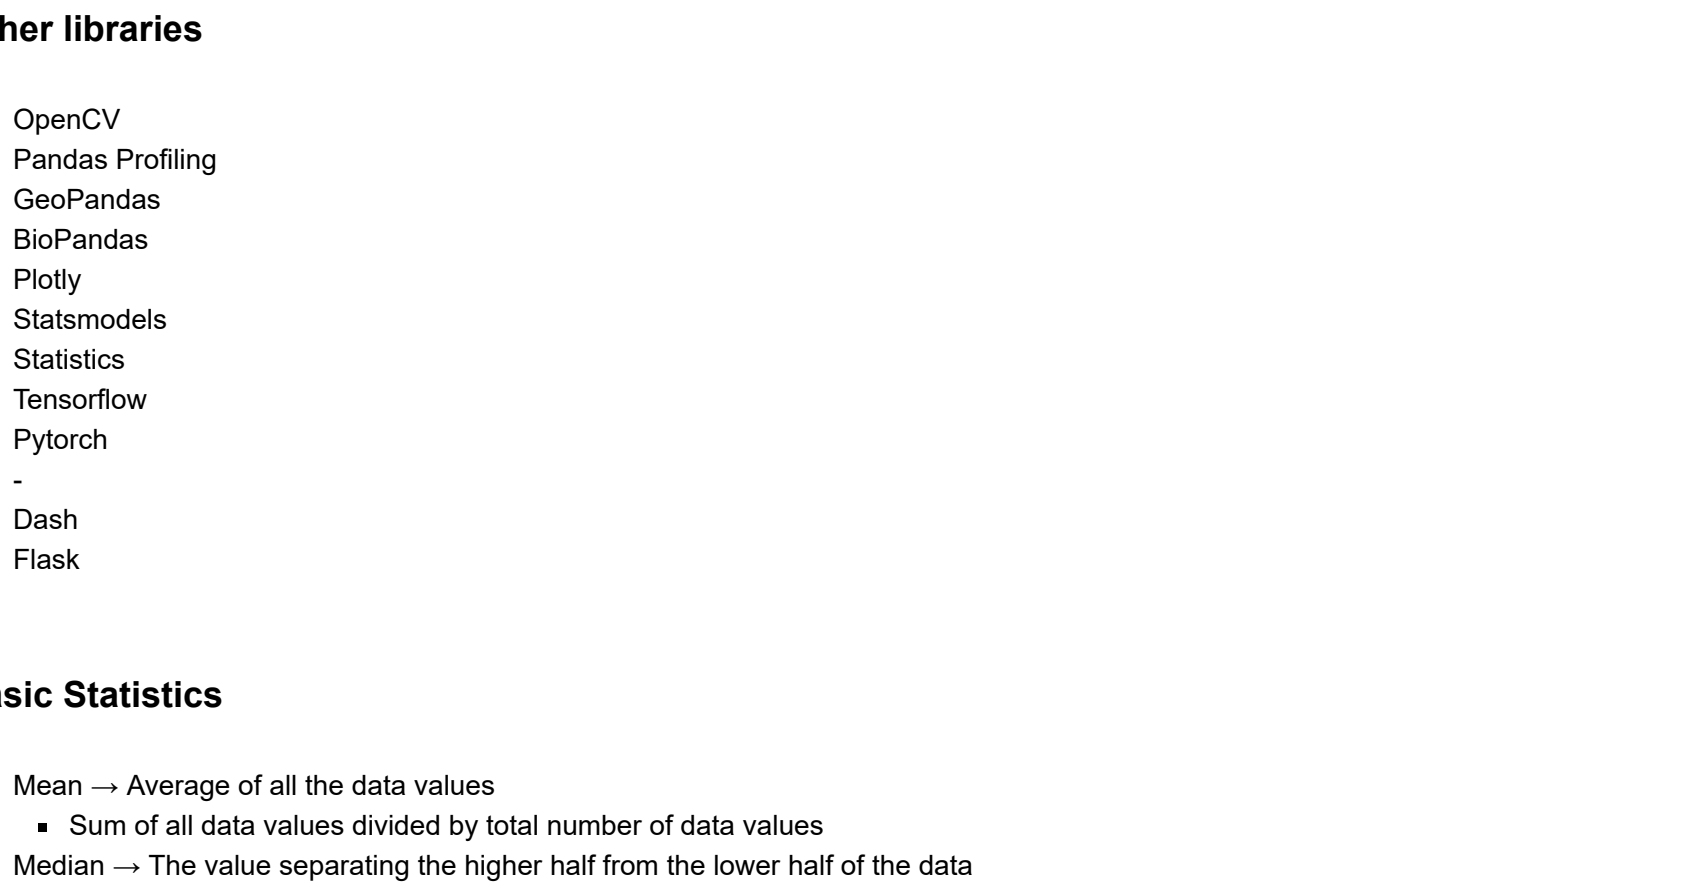 her libraries
OpenCV
Pandas Profiling
GeoPandas
BioPandas
Plotly
Statsmodels
Statistics
Tensorflow
Pytorch
-
Dash
Flask
asic Statistics
Mean → Average of all the data values
▪ Sum of all data values divided by total number of data values
Median → The value separating the higher half from the lower half of the data